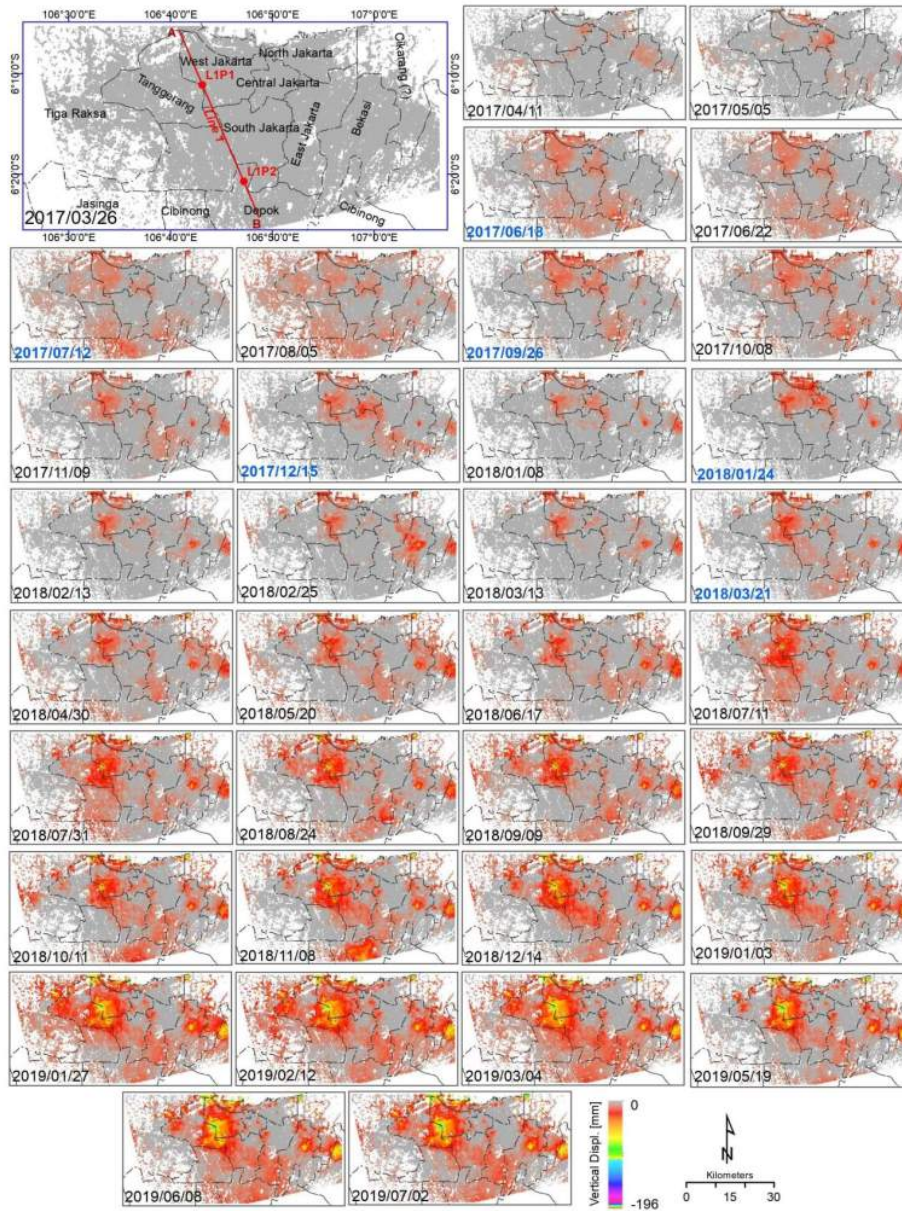 106°30'0"E 106°40'0"E 106°50'0"E 107°0'0"E
6°10'0"S
6°20'0"S
6°10'0"S
6°20'0"S
A
West Jakarta
North Jakarta
Cikarang (?)
L1P1
Central Jakarta
Tanggerang
Tiga Raksa
Line 1
South Jakarta
East Jakarta
Bekasi
L1P2
Jasinga
Cibinong
Depok
Cibinong
B
2017/03/26
106°30'0"E 106°40'0"E 106°50'0"E 107°0'0"E
2017/04/11
2017/05/05
2017/06/18
2017/06/22
2017/07/12
2017/08/05
2017/09/26
2017/10/08
2017/11/09
2017/12/15
2018/01/08
2018/01/24
2018/02/13
2018/02/25
2018/03/13
2018/03/21
2018/04/30
2018/05/20
2018/06/17
2018/07/11
2018/07/31
2018/08/24
2018/09/09
2018/09/29
2018/10/11
2018/11/08
2018/12/14
2019/01/03
2019/01/27
2019/02/12
2019/03/04
2019/05/19
2019/06/08
2019/07/02
Vertical Displ. [mm]
0
-196
N
Kilometers
0 15 30